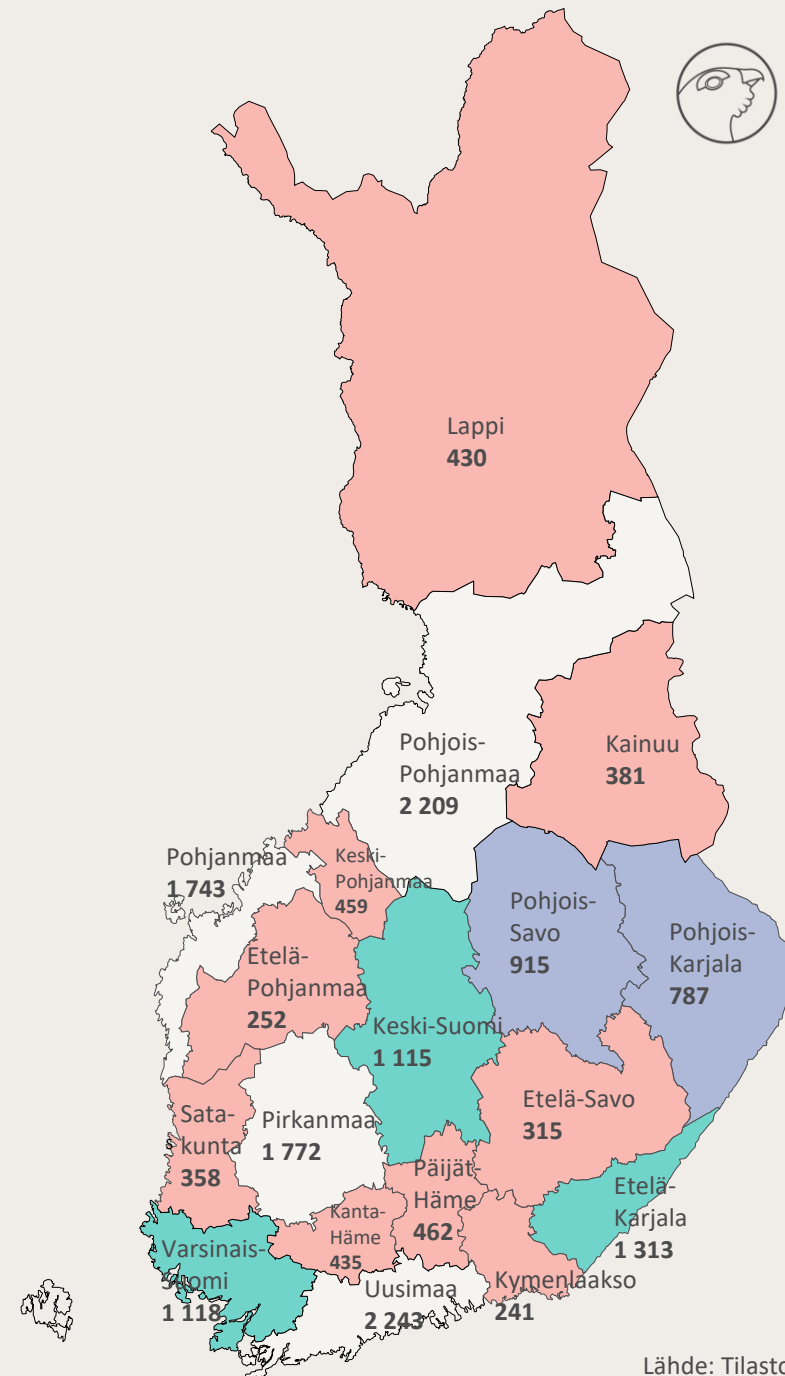 Lappi
430
Pohjois-
Pohjanmaa
2 209
Kainuu
381
Pohjanmaa
1 743
Keski-
Pohjanmaa
459
Pohjois-
Savo
915
Pohjois-
Karjala
787
Etelä-
Pohjanmaa
252
Keski-Suomi
1 115
Etelä-Savo
315
Sata-
kunta
358
Pirkanmaa
1 772
Päijät-
Häme
462
Etelä-
Karjala
1 313
Kanta-
Häme
435
Varsinais-
Suomi
1 118
Uusimaa
2 243
Kymenlaakso
241
Lähde: Tilasto